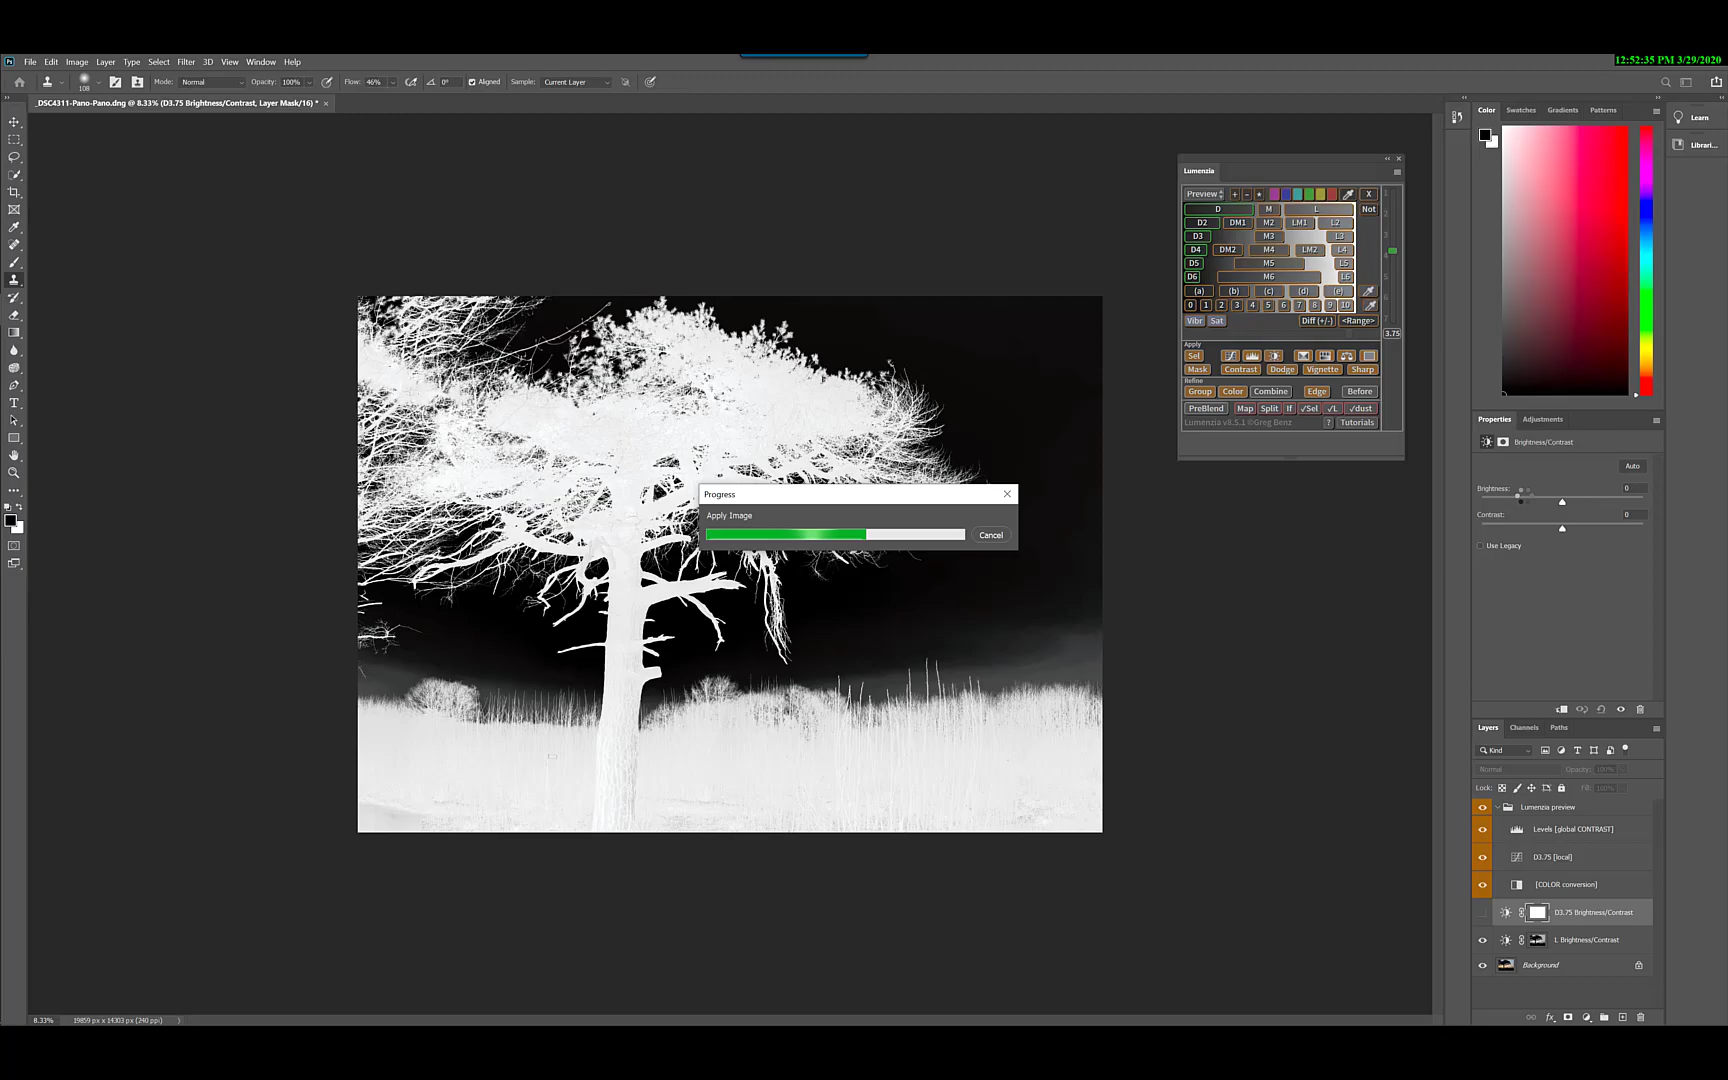 File Edit Image Layer Type Select Filter 3D View Window Help
12:52:35 PM 3/29/2020
108 Mode: Normal Opacity: 100% Flow: 46% 0° Aligned Sample: Current Layer
_DSC4311-Pano-Pano.dng @ 8.33% (D3.75 Brightness/Contrast, Layer Mask/16) *
Color Swatches Gradients Patterns
Learn
Librari...
Lumenzia
Preview + - X
D M L Not
D2 DM1 M2 LM1 L2
D3 M3 L3
D4 DM2 M4 LM2 L4
D5 M5 L5
D6 M6 L6
(a) (b) (c) (d) (e)
0 1 2 3 4 5 6 7 8 9 10
Vibr Sat Diff (+/-) <Range>
3.75
Apply
Sel
Mask Contrast Dodge Vignette Sharp
Refine
Group Color Combine Edge Before
PreBlend Map Split If ✓Sel ✓L ✓dust
Lumenzia v8.5.1 ©Greg Benz ? Tutorials
Progress
Apply Image
Cancel
Properties Adjustments
Brightness/Contrast
Auto
Brightness: 0
Contrast: 0
Use Legacy
Layers Channels Paths
Kind
Normal Opacity: 100%
Lock: Fill: 100%
Lumenzia preview
Levels [global CONTRAST]
D3.75 [local]
[COLOR conversion]
D3.75 Brightness/Contrast
L Brightness/Contrast
Background
8.33% 19859 px x 14303 px (240 ppi)